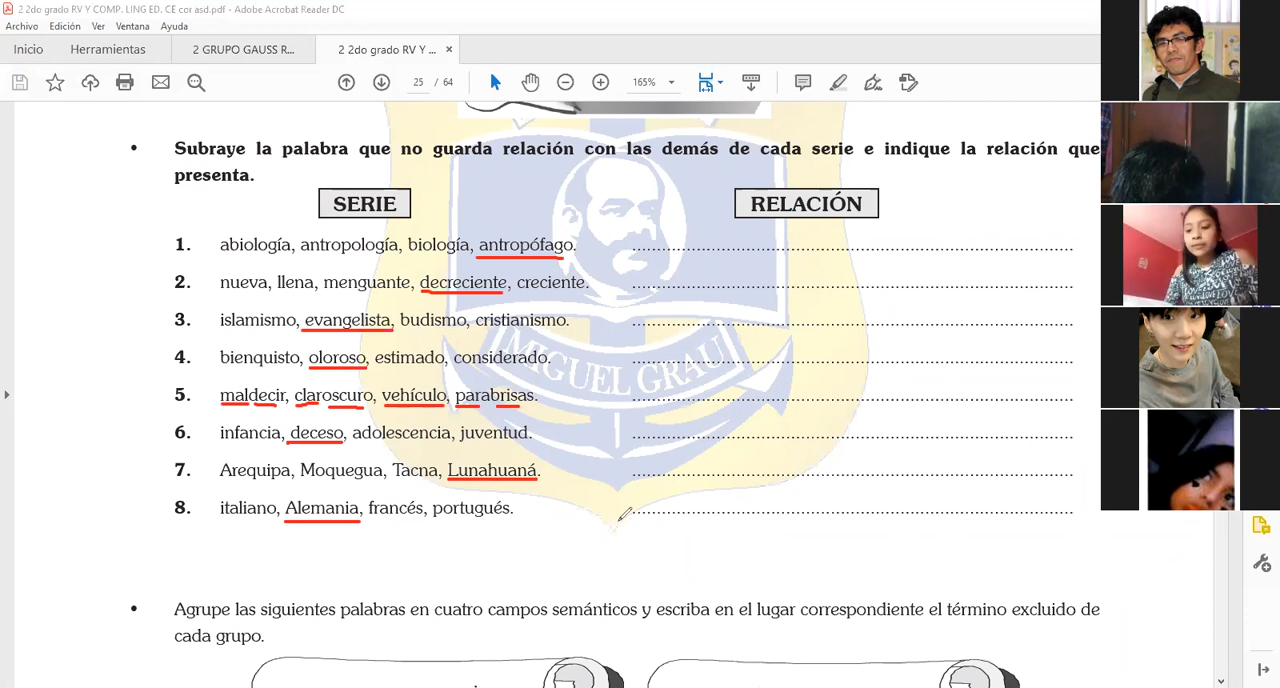 2 2do grado RV Y COMP. LING ED. CE cor asd.pdf - Adobe Acrobat Reader DC
Archivo Edición Ver Ventana Ayuda
Inicio Herramientas 2 GRUPO GAUSS R... 2 2do grado RV Y ... ×
25 / 64 165%
• Subraye la palabra que no guarda relación con las demás de cada serie e indique la relación que
presenta.
SERIE RELACIÓN
1. abiología, antropología, biología, antropófago. ........................................
2. nueva, llena, menguante, decreciente, creciente. ........................................
3. islamismo, evangelista, budismo, cristianismo. ........................................
4. bienquisto, oloroso, estimado, considerado. ........................................
5. maldecir, claroscuro, vehículo, parabrisas. ........................................
6. infancia, deceso, adolescencia, juventud. ........................................
7. Arequipa, Moquegua, Tacna, Lunahuaná. ........................................
8. italiano, Alemania, francés, portugués. ........................................
MIGUEL GRAU
• Agrupe las siguientes palabras en cuatro campos semánticos y escriba en el lugar correspondiente el término excluido de
cada grupo.